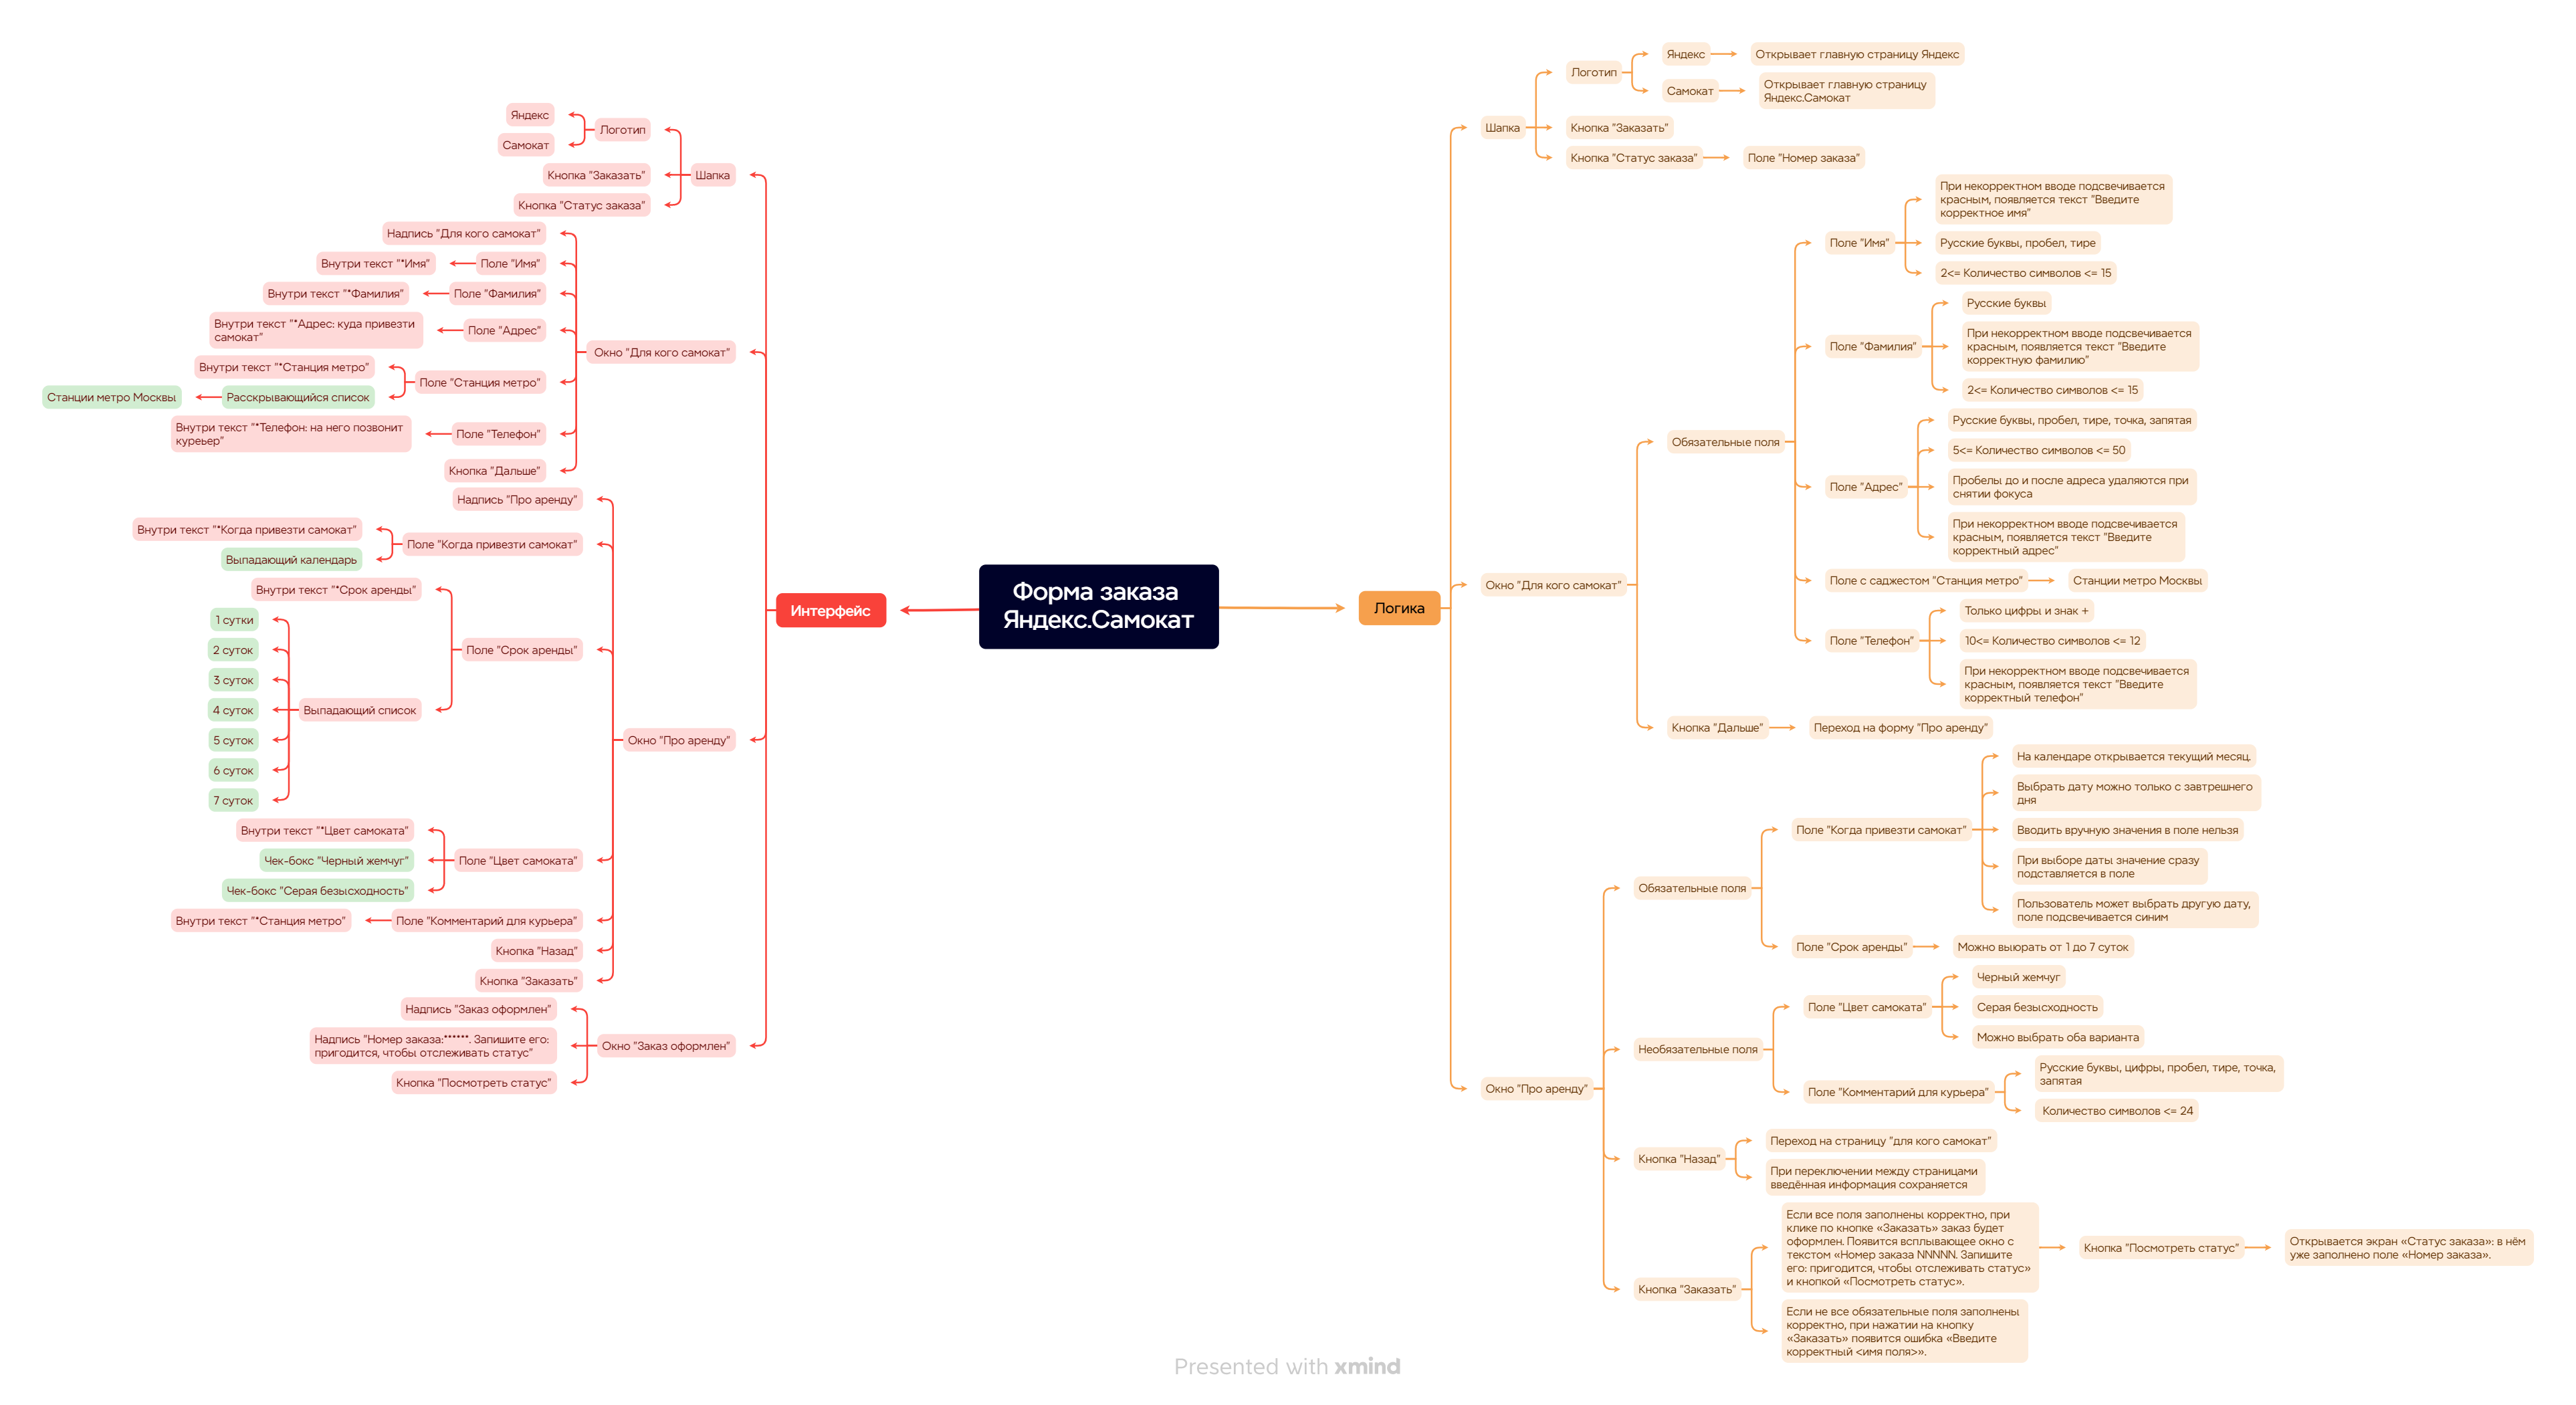 Форма заказа
Яндекс.Самокат
Интерфейс
Шапка
Логотип
Яндекс
Самокат
Кнопка "Заказать"
Кнопка "Статус заказа"
Окно "Для кого самокат"
Надпись "Для кого самокат"
Поле "Имя"
Внутри текст "*Имя"
Поле "Фамилия"
Внутри текст "*Фамилия"
Поле "Адрес"
Внутри текст "*Адрес: куда привезти
самокат"
Поле "Станция метро"
Внутри текст "*Станция метро"
Расскрывающийся список
Станции метро Москвы
Поле "Телефон"
Внутри текст "*Телефон: на него позвонит
куреьер"
Кнопка "Дальше"
Окно "Про аренду"
Надпись "Про аренду"
Поле "Когда привезти самокат"
Внутри текст "*Когда привезти самокат"
Выпадающий календарь
Поле "Срок аренды"
Внутри текст "*Срок аренды"
Выпадающий список
1 сутки
2 суток
3 суток
4 суток
5 суток
6 суток
7 суток
Поле "Цвет самоката"
Внутри текст "*Цвет самоката"
Чек-бокс "Черный жемчуг"
Чек-бокс "Серая безысходность"
Поле "Комментарий для курьера"
Внутри текст "*Станция метро"
Кнопка "Назад"
Кнопка "Заказать"
Окно "Заказ оформлен"
Надпись "Заказ оформлен"
Надпись "Номер заказа:******. Запишите его:
пригодится, чтобы отслеживать статус"
Кнопка "Посмотреть статус"
Логика
Шапка
Логотип
Яндекс
Открывает главную страницу Яндекс
Самокат
Открывает главную страницу
Яндекс.Самокат
Кнопка "Заказать"
Кнопка "Статус заказа"
Поле "Номер заказа"
Окно "Для кого самокат"
Обязательные поля
Поле "Имя"
При некорректном вводе подсвечивается
красным, появляется текст "Введите
корректное имя"
Русские буквы, пробел, тире
2<= Количество символов <= 15
Поле "Фамилия"
Русские буквы
При некорректном вводе подсвечивается
красным, появляется текст "Введите
корректную фамилию"
2<= Количество символов <= 15
Поле "Адрес"
Русские буквы, пробел, тире, точка, запятая
5<= Количество символов <= 50
Пробелы до и после адреса удаляются при
снятии фокуса
При некорректном вводе подсвечивается
красным, появляется текст "Введите
корректный адрес"
Поле с саджестом "Станция метро"
Станции метро Москвы
Поле "Телефон"
Только цифры и знак +
10<= Количество символов <= 12
При некорректном вводе подсвечивается
красным, появляется текст "Введите
корректный телефон"
Кнопка "Дальше"
Переход на форму "Про аренду"
Окно "Про аренду"
Обязательные поля
Поле "Когда привезти самокат"
На календаре открывается текущий месяц.
Выбрать дату можно только с завтрешнего
дня
Вводить вручную значения в поле нельзя
При выборе даты значение сразу
подставляется в поле
Пользователь может выбрать другую дату,
поле подсвечивается синим
Поле "Срок аренды"
Можно выюрать от 1 до 7 суток
Необязательные поля
Поле "Цвет самоката"
Черный жемчуг
Серая безысходность
Можно выбрать оба варианта
Поле "Комментарий для курьера"
Русские буквы, цифры, пробел, тире, точка,
запятая
Количество символов <= 24
Кнопка "Назад"
Переход на страницу "для кого самокат"
При переключении между страницами
введённая информация сохраняется
Кнопка "Заказать"
Если все поля заполнены корректно, при
клике по кнопке «Заказать» заказ будет
оформлен. Появится всплывающее окно с
текстом «Номер заказа NNNNN. Запишите
его: пригодится, чтобы отслеживать статус»
и кнопкой «Посмотреть статус».
Кнопка "Посмотреть статус"
Открывается экран «Статус заказа»: в нём
уже заполнено поле «Номер заказа».
Если не все обязательные поля заполнены
корректно, при нажатии на кнопку
«Заказать» появится ошибка «Введите
корректный <имя поля>».
Presented with xmind